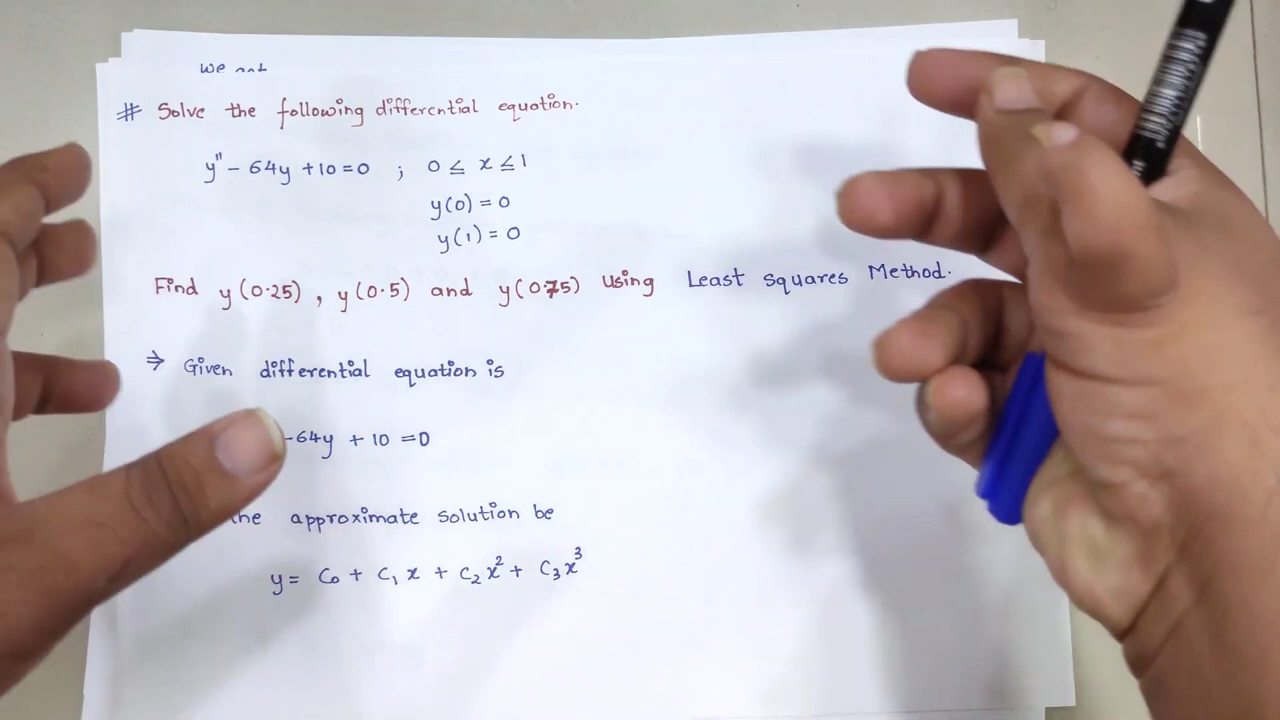 We
# Solve the following differential equation.
y" - 64y + 10 = 0 ; 0 ≤ x ≤ 1
y(0) = 0
y(1) = 0
Find y(0.25), y(0.5) and y(0.75) using Least squares Method.
⇒ Given differential equation is
-64y + 10 = 0
the approximate solution be
y = C₀ + C₁x + C₂x² + C₃x³